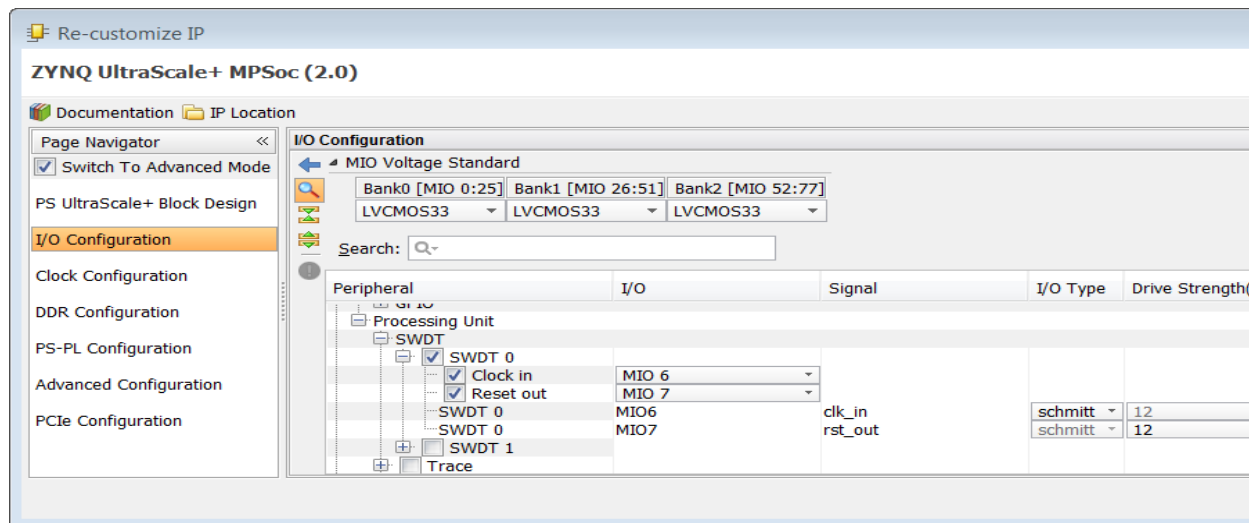 Re-customize IP
ZYNQ UltraScale+ MPSoc (2.0)
Documentation IP Location
Page Navigator «
Switch To Advanced Mode
PS UltraScale+ Block Design
I/O Configuration
Clock Configuration
DDR Configuration
PS-PL Configuration
Advanced Configuration
PCIe Configuration
I/O Configuration
MIO Voltage Standard
Bank0 [MIO 0:25] Bank1 [MIO 26:51] Bank2 [MIO 52:77]
LVCMOS33 LVCMOS33 LVCMOS33
Search:
Peripheral I/O Signal I/O Type Drive Strength(
GPIO
Processing Unit
SWDT
SWDT 0
Clock in MIO 6
Reset out MIO 7
SWDT 0 MIO6 clk_in schmitt 12
SWDT 0 MIO7 rst_out schmitt 12
SWDT 1
Trace